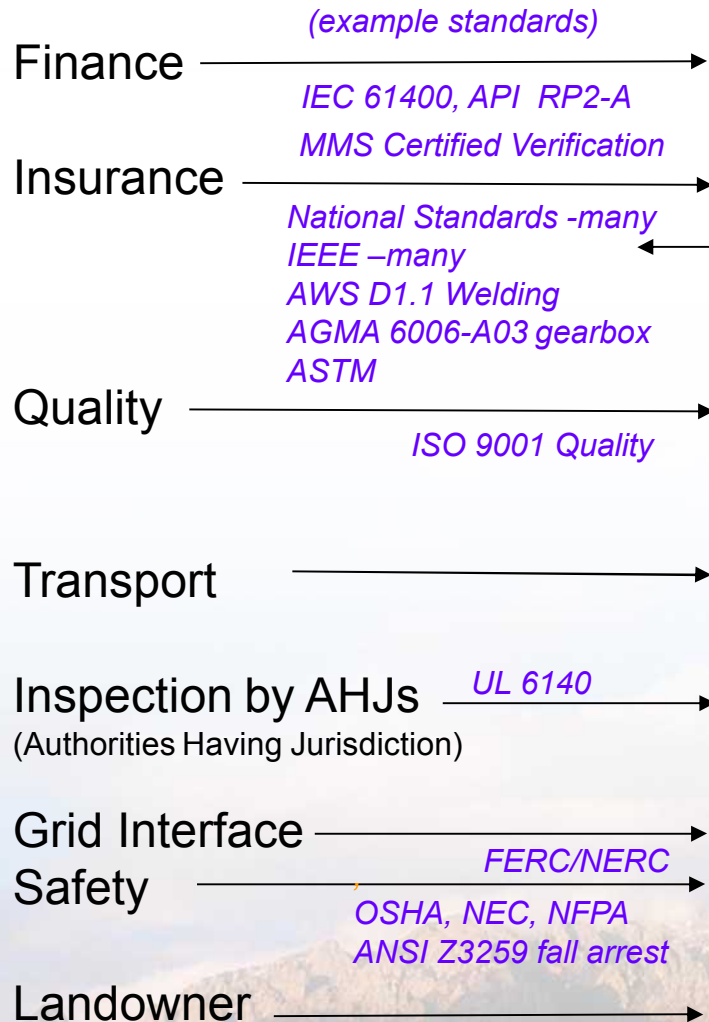 (example standards)
Finance
IEC 61400, API RP2-A
MMS Certified Verification
Insurance
National Standards -many
IEEE –many
AWS D1.1 Welding
AGMA 6006-A03 gearbox
ASTM
Quality
ISO 9001 Quality
Transport
Inspection by AHJs
UL 6140
(Authorities Having Jurisdiction)
Grid Interface
FERC/NERC
Safety
,
OSHA, NEC, NFPA
ANSI Z3259 fall arrest
Landowner